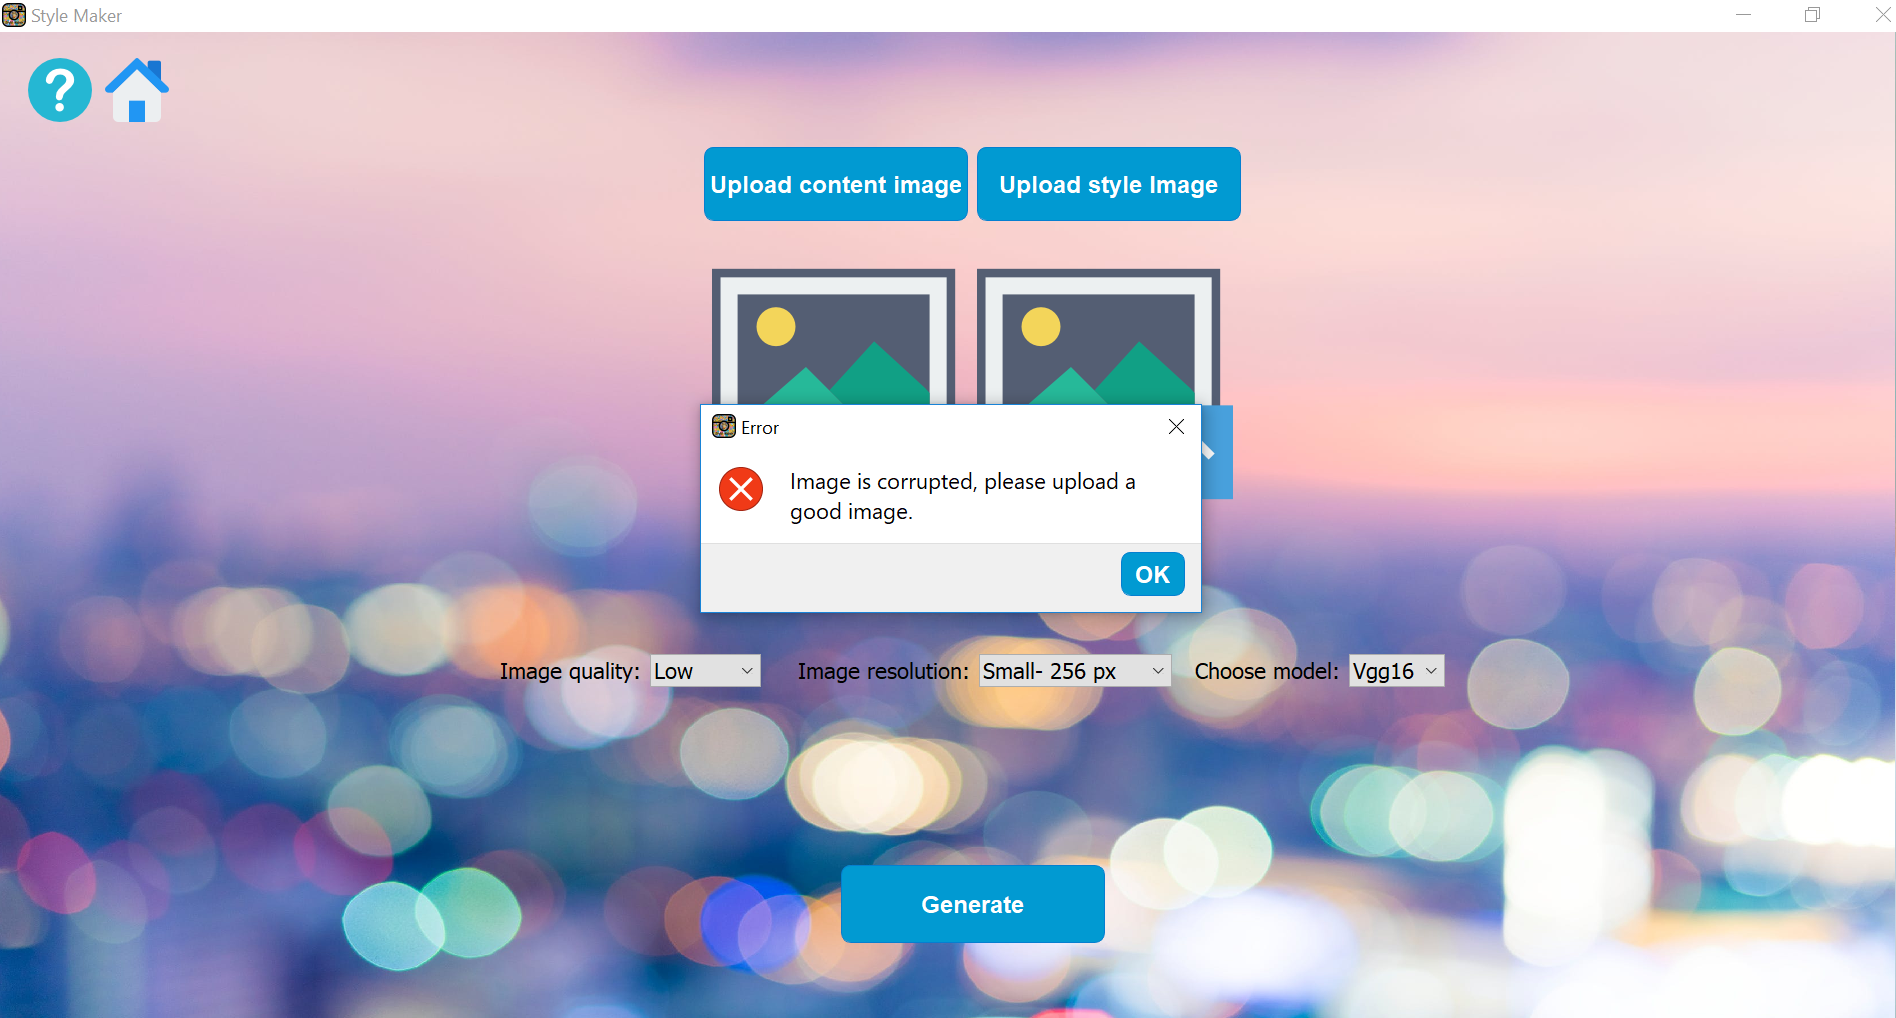 Style Maker
?
Upload content image
Upload style Image
Error
Image is corrupted, please upload a
good image.
OK
Image quality: Low
Image resolution: Small- 256 px
Choose model: Vgg16
Generate